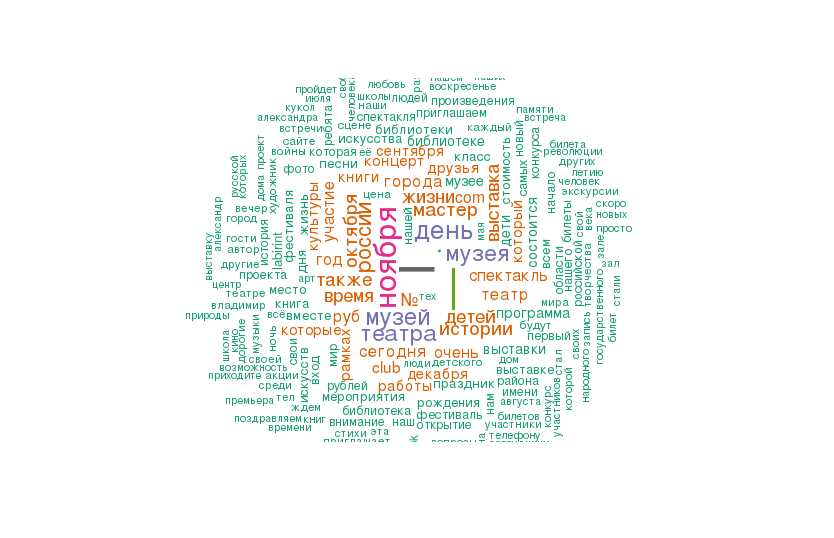 любовь
воскресенье
пройдет
июля
школы
людей
произведения
человека
наши
кукол
александра
спектакля
приглашаем
памяти
встреча
встречи
сцене
библиотеки
каждый
новый
ребята
искусства
библиотеке
сайте
войны
которая
её
сентября
класс
стоимость
конкурса
билета
революции
проект
концерт
друзья
самых
других
русской
которых
дома
художник
фото
песни
книги
города
музее
летию
человек
начало
экскурсии
цена
жизни
com
выставка
культуры
участие
октября
россии
мастер
дети
который
состоится
билеты
свой
века
скоро
новых
александр
вечер
город
фестиваля
жизнь
нашей
день
мая
просто
ноября
гости
автор
история
labirint
дня
музея
всем
области
нашего
российской
творчества
зале
выставку
другие
проекта
год
также
арт
спектакль
зал
центр
театре
место
время
№
тех
театр
мира
государственного
стали
владимир
книга
природы
всё
вместе
руб
музей
детей
программа
запись
которые
театра
истории
будут
первый
билет
школа
кино
дорогие
музыки
ночь
свои
мир
рамках
сегодня
очень
выставки
своих
своей
возможность
вход
club
люди
детского
дом
стал
приходите
акции
искусств
декабря
выставке
которой
народного
среди
рублей
работы
праздник
района
имени
премьера
тел
мероприятия
рождения
нам
августа
участников
конкурс
ждем
библиотека
фестиваль
билетов
поздравляем
книг
внимание
наш
открытие
участники
времени
стихи
эта
телефону
приглашает